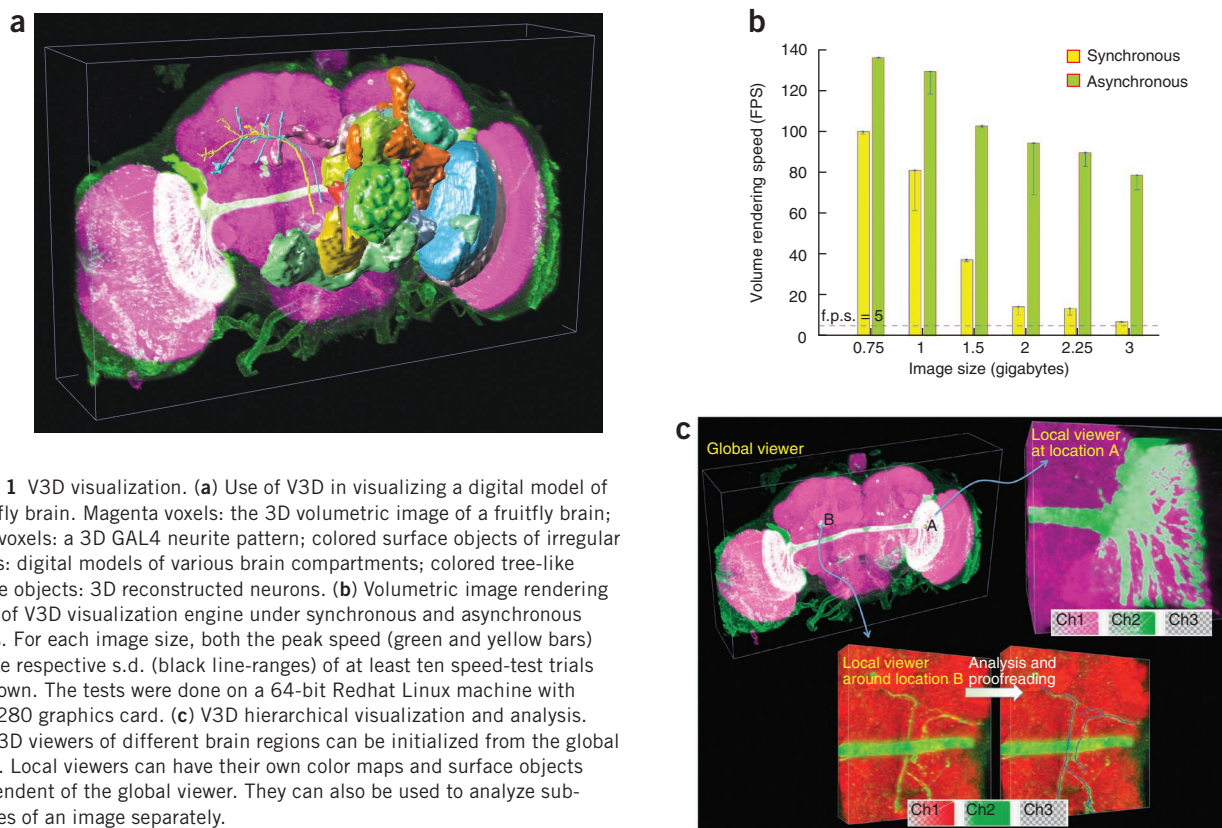 a
b
140
120
100
80
60
40
20
0
Volume rendering speed (FPS)
Synchronous
Asynchronous
f.p.s. = 5
0.75 1 1.5 2 2.25 3
Image size (gigabytes)
c
Global viewer
Local viewer
at location A
B
A
Ch1 Ch2 Ch3
Local viewer
around location B
Analysis and
proofreading
Ch1 Ch2 Ch3
1 V3D visualization. (a) Use of V3D in visualizing a digital model of
fly brain. Magenta voxels: the 3D volumetric image of a fruitfly brain;
voxels: a 3D GAL4 neurite pattern; colored surface objects of irregular
s: digital models of various brain compartments; colored tree-like
e objects: 3D reconstructed neurons. (b) Volumetric image rendering
of V3D visualization engine under synchronous and asynchronous
s. For each image size, both the peak speed (green and yellow bars)
e respective s.d. (black line-ranges) of at least ten speed-test trials
own. The tests were done on a 64-bit Redhat Linux machine with
280 graphics card. (c) V3D hierarchical visualization and analysis.
3D viewers of different brain regions can be initialized from the global
. Local viewers can have their own color maps and surface objects
pendent of the global viewer. They can also be used to analyze sub-
es of an image separately.